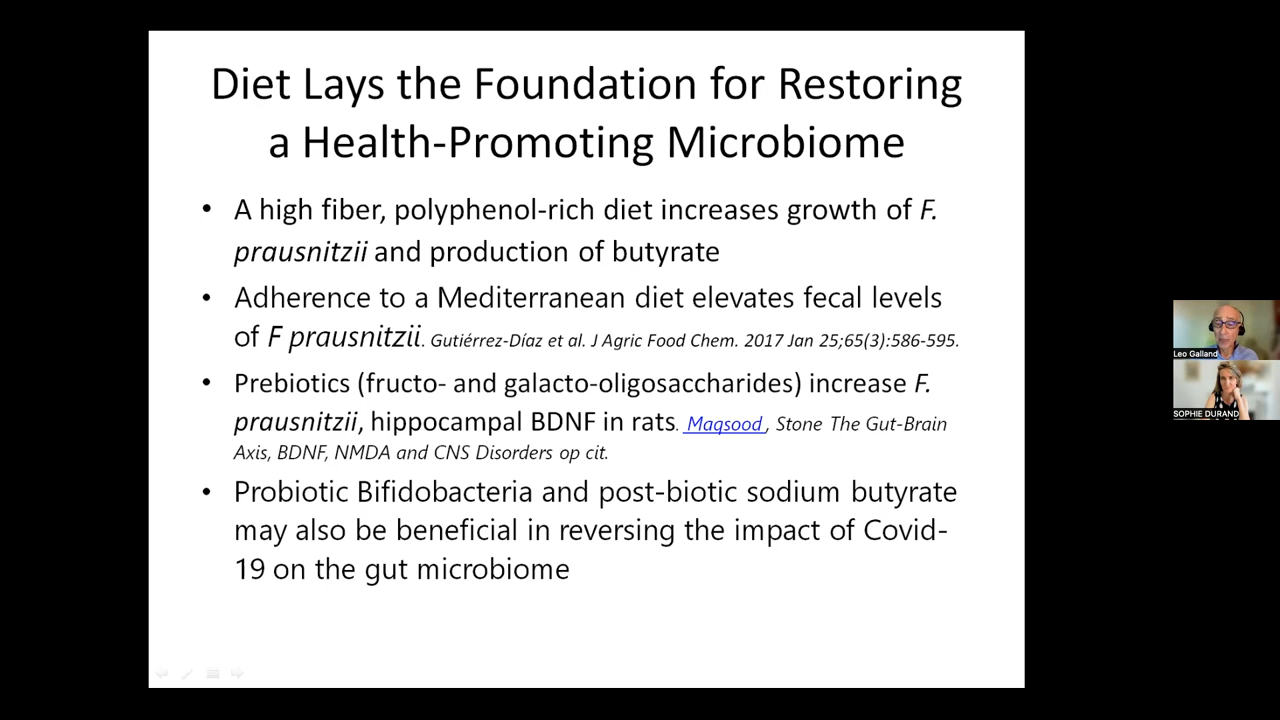 Diet Lays the Foundation for Restoring
a Health-Promoting Microbiome
• A high fiber, polyphenol-rich diet increases growth of F.
prausnitzii and production of butyrate
• Adherence to a Mediterranean diet elevates fecal levels
of F prausnitzii. Gutiérrez-Díaz et al. J Agric Food Chem. 2017 Jan 25;65(3):586-595.
• Prebiotics (fructo- and galacto-oligosaccharides) increase F.
prausnitzii, hippocampal BDNF in rats. Maqsood , Stone The Gut-Brain
Axis, BDNF, NMDA and CNS Disorders op cit.
• Probiotic Bifidobacteria and post-biotic sodium butyrate
may also be beneficial in reversing the impact of Covid-
19 on the gut microbiome
Leo Galland
SOPHIE DURAND